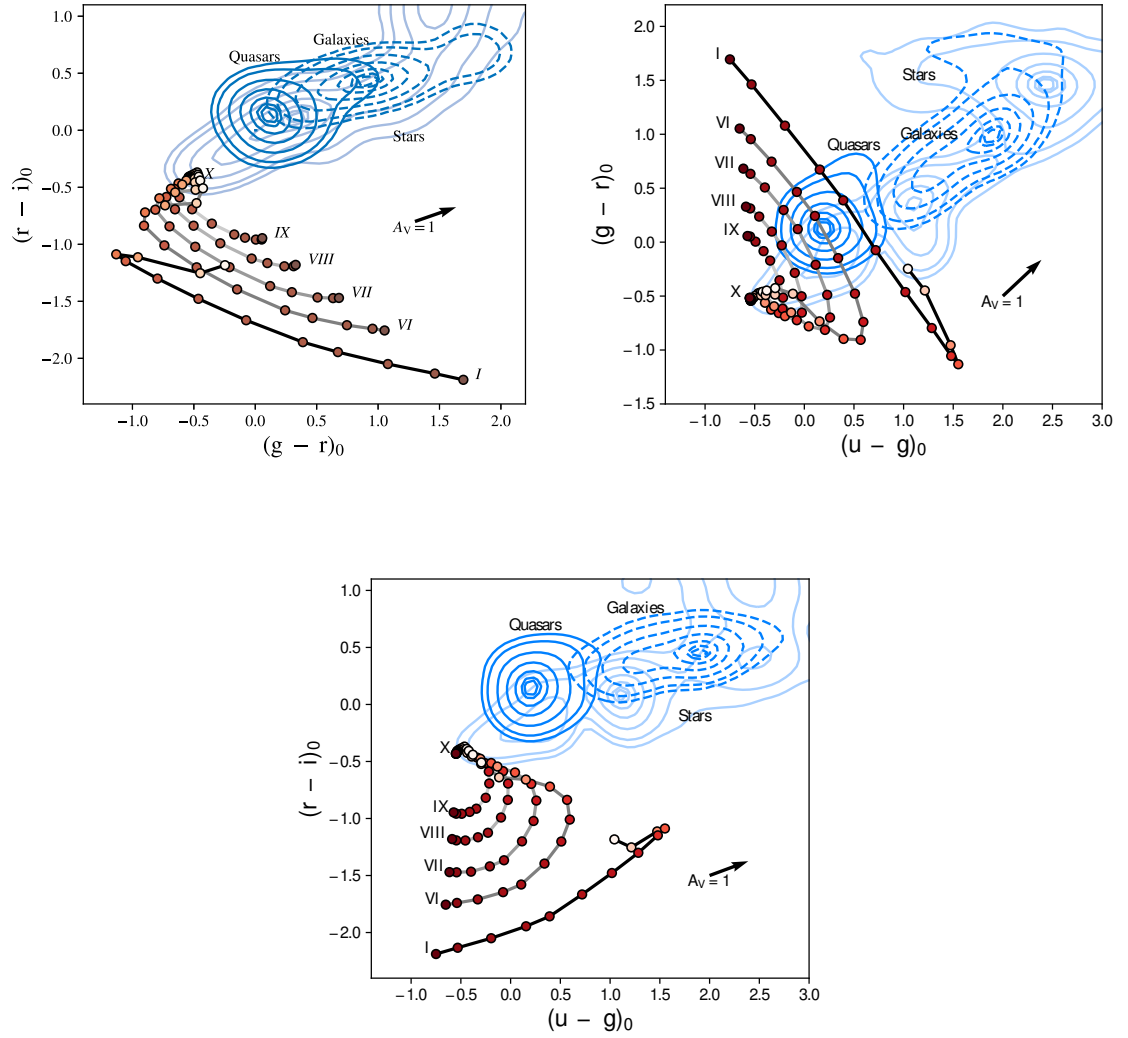 1.0
0.5
0.0
−0.5
−1.0
−1.5
−2.0
(r − i)₀
Galaxies
Quasars
Stars
X
A_V = 1
IX
VIII
VII
VI
I
−1.0 −0.5 0.0 0.5 1.0 1.5 2.0
(g − r)₀
2.0
1.5
1.0
0.5
0.0
−0.5
−1.0
−1.5
(g − r)₀
I
Stars
VI
Galaxies
Quasars
VII
VIII
IX
X
A_V = 1
−1.0 −0.5 0.0 0.5 1.0 1.5 2.0 2.5 3.0
(u − g)₀
1.0
0.5
0.0
−0.5
−1.0
−1.5
−2.0
(r − i)₀
Galaxies
Quasars
Stars
X
IX
VIII
VII
A_V = 1
VI
I
−1.0 −0.5 0.0 0.5 1.0 1.5 2.0 2.5 3.0
(u − g)₀